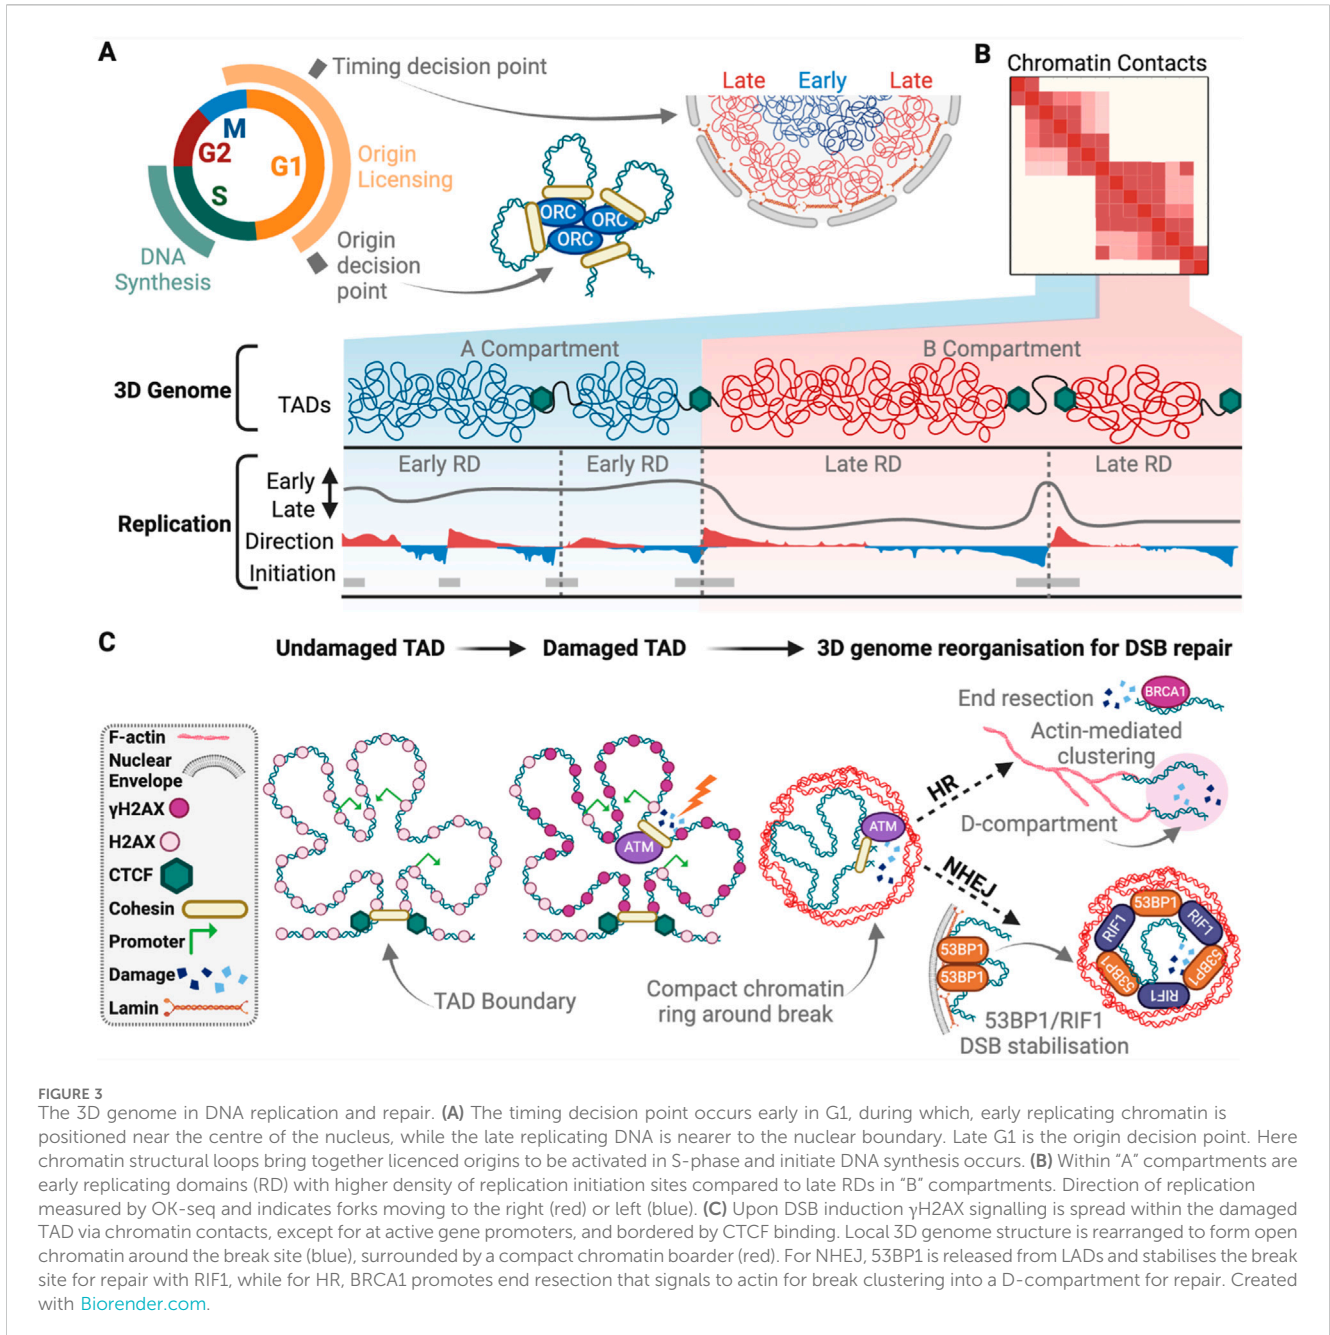 A
Timing decision point
M
G2
G1
S
Origin
Licensing
DNA
Synthesis
Origin
decision
point
ORC
ORC
ORC
Late
Early
Late
B
Chromatin Contacts
3D Genome
TADs
A Compartment
B Compartment
Replication
Early
Late
Direction
Initiation
Early RD
Early RD
Late RD
Late RD
C
Undamaged TAD
Damaged TAD
3D genome reorganisation for DSB repair
F-actin
Nuclear
Envelope
γH2AX
H2AX
CTCF
Cohesin
Promoter
Damage
Lamin
TAD Boundary
ATM
ATM
Compact chromatin
ring around break
HR
NHEJ
End resection
BRCA1
Actin-mediated
clustering
D-compartment
53BP1
53BP1
53BP1/RIF1
DSB stabilisation
53BP1
RIF1
RIF1
53BP1
53BP1
RIF1
FIGURE 3
The 3D genome in DNA replication and repair. (A) The timing decision point occurs early in G1, during which, early replicating chromatin is
positioned near the centre of the nucleus, while the late replicating DNA is nearer to the nuclear boundary. Late G1 is the origin decision point. Here
chromatin structural loops bring together licenced origins to be activated in S-phase and initiate DNA synthesis occurs. (B) Within “A” compartments are
early replicating domains (RD) with higher density of replication initiation sites compared to late RDs in “B” compartments. Direction of replication
measured by OK-seq and indicates forks moving to the right (red) or left (blue). (C) Upon DSB induction γH2AX signalling is spread within the damaged
TAD via chromatin contacts, except for at active gene promoters, and bordered by CTCF binding. Local 3D genome structure is rearranged to form open
chromatin around the break site (blue), surrounded by a compact chromatin boarder (red). For NHEJ, 53BP1 is released from LADs and stabilises the break
site for repair with RIF1, while for HR, BRCA1 promotes end resection that signals to actin for break clustering into a D-compartment for repair. Created
with Biorender.com.